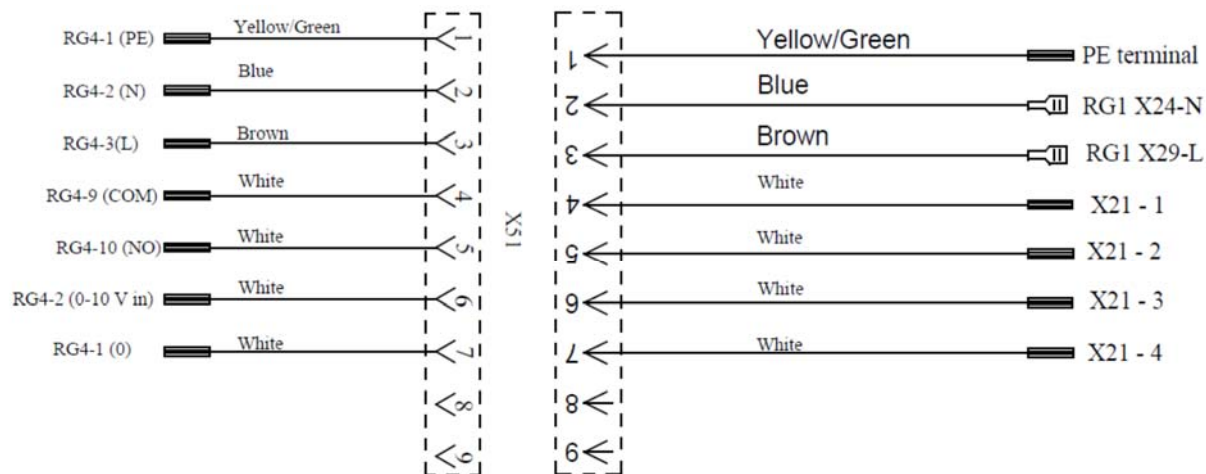 RG4-1 (PE) Yellow/Green 1
RG4-2 (N) Blue 2
RG4-3(L) Brown 3
RG4-9 (COM) White 4
RG4-10 (NO) White 5
RG4-2 (0-10 V in) White 6
RG4-1 (0) White 7
8
9
X51
1 Yellow/Green PE terminal
2 Blue RG1 X24-N
3 Brown RG1 X29-L
4 White X21 - 1
5 White X21 - 2
6 White X21 - 3
7 White X21 - 4
8
9